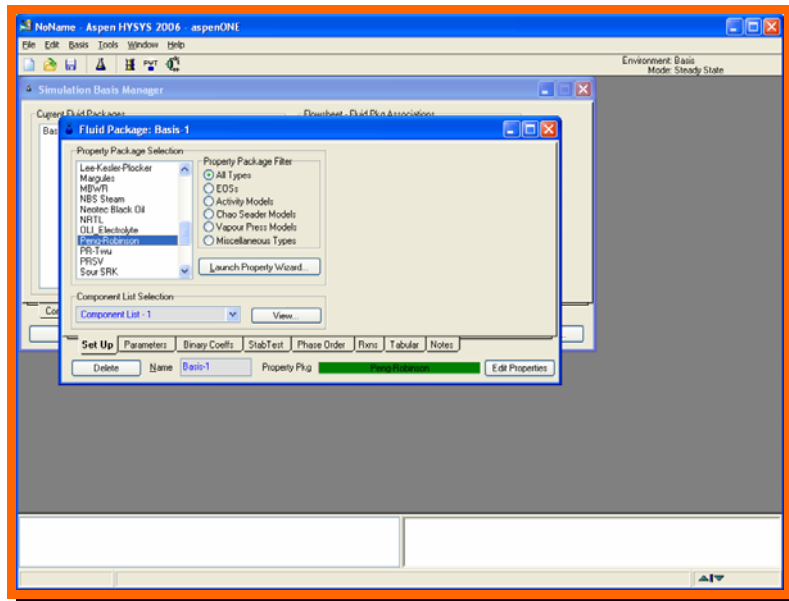 NoName - Aspen HYSYS 2006 - aspenONE
File Edit Basis Tools Window Help
Environment: Basis
Mode: Steady State
Simulation Basis Manager
Current Fluid Packages
Flowsheet - Fluid Pkg Associations
Bas
Fluid Package: Basis-1
Property Package Selection
Lee-Kesler-Plocker
Margules
MBWR
NBS Steam
Neotec Black Oil
NRTL
OLI_Electrolyte
Peng-Robinson
PR-Twu
PRSV
Sour SRK
Property Package Filter
All Types
EOSs
Activity Models
Chao Seader Models
Vapour Press Models
Miscellaneous Types
Launch Property Wizard...
Component List Selection
Component List - 1
View...
Com
Set Up Parameters Binary Coeffs StabTest Phase Order Rxns Tabular Notes
Delete Name Basis-1 Property Pkg Peng-Robinson Edit Properties